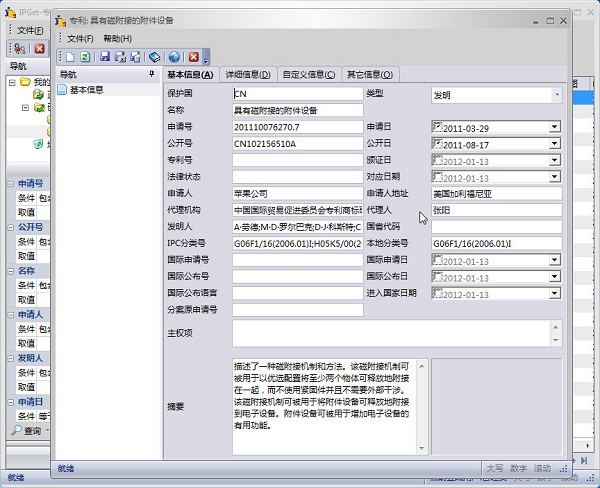 IPGet-专
专利: 具有磁附接的附件设备
文件(F)
文件(F) 帮助(H)
导航
导航
基本信息
我的
基本信息(A) 详细信息(D) 自定义信息(C) 其它信息(O)
保护国 CN 类型 发明
名称 具有磁附接的附件设备
申请号 201110076270.7 申请日 2011-03-29
公开号 CN102156510A 公开日 2011-08-17
专利号 颁证日 2012-01-13
法律状态 对应日期 2012-01-13
申请人 苹果公司 申请人地址 美国加利福尼亚
代理机构 中国国际贸易促进委员会专利商标 代理人 张阳
发明人 A·劳德;M·D·罗尔巴克;D·J·科斯特;C 国省代码
IPC分类号 G06F1/16(2006.01)I;H05K5/00(20 本地分类号 G06F1/16(2006.01)I
国际申请号 国际申请日 2012-01-13
国际公布号 国际公布日 2012-01-13
国际公布语言 进入国家日期 2012-01-13
分案原申请号
主权项
摘要
描述了一种磁附接机制和方法。该磁附接机制可
被用于以优选配置将至少两个物体可释放地附接
在一起，而不使用紧固件并且不需要外部干涉。
该磁附接机制可被用于将附件设备可释放地附接
到电子设备。附件设备可被用于增加电子设备的
有用功能。
申请号
条件 包含
取值
公开号
条件 包含
取值
名称
条件 包含
取值
申请人
条件 包含
取值
发明人
条件 包含
取值
申请日
条件 等于
查询
就绪 大写 数字 滚动
就绪